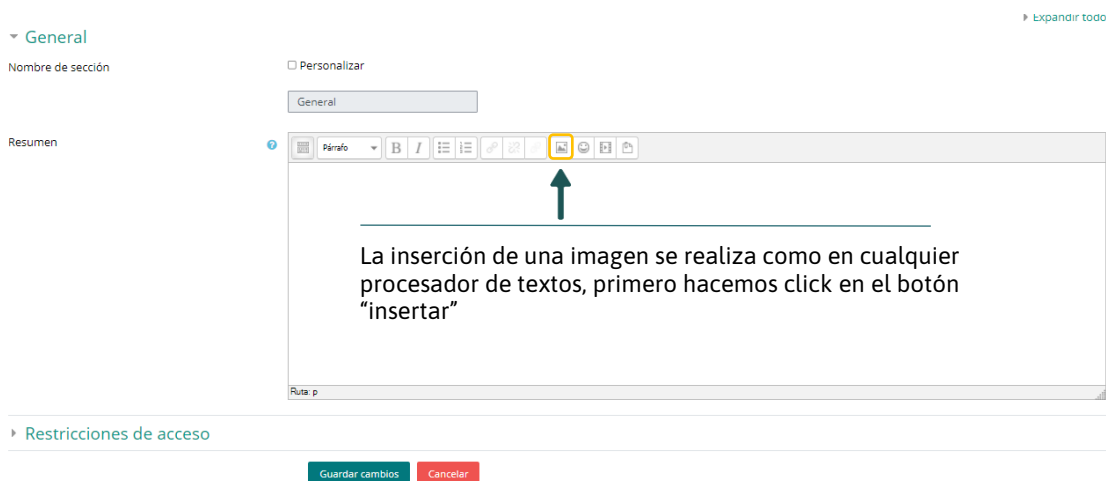 Expandir todo
General
Nombre de sección
Personalizar
General
Resumen
Párrafo
B I
La inserción de una imagen se realiza como en cualquier
procesador de textos, primero hacemos click en el botón
“insertar”
Ruta: p
Restricciones de acceso
Guardar cambios Cancelar